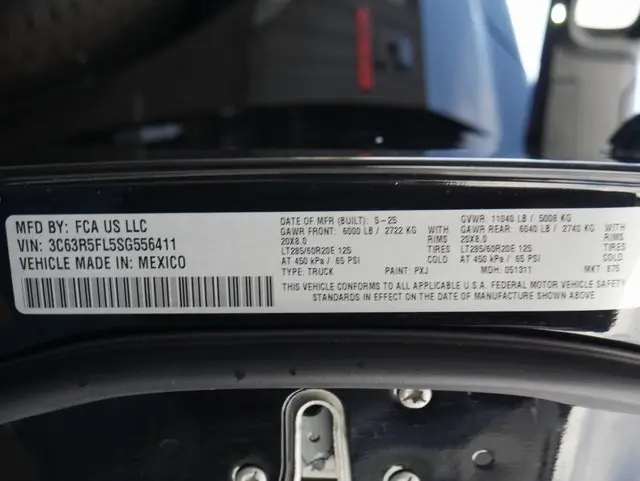 MFD BY: FCA US LLC
VIN: 3C63R5FL5SG556411
VEHICLE MADE IN: MEXICO
DATE OF MFR (BUILT): 5-25 GVWR: 11040 LB / 5008 KG
GAWR FRONT: 6000 LB / 2722 KG WITH GAWR REAR: 6040 LB / 2740 KG WITH
20X8.0 RIMS 20X8.0 RIMS
LT285/60R20E 125 TIRES LT285/60R20E 125 TIRES
AT 450 kPa / 65 PSI COLD AT 450 kPa / 65 PSI COLD
TYPE: TRUCK PAINT: PXJ MDH: 051311 MKT 875
THIS VEHICLE CONFORMS TO ALL APPLICABLE U.S.A. FEDERAL MOTOR VEHICLE SAFETY
STANDARDS IN EFFECT ON THE DATE OF MANUFACTURE SHOWN ABOVE